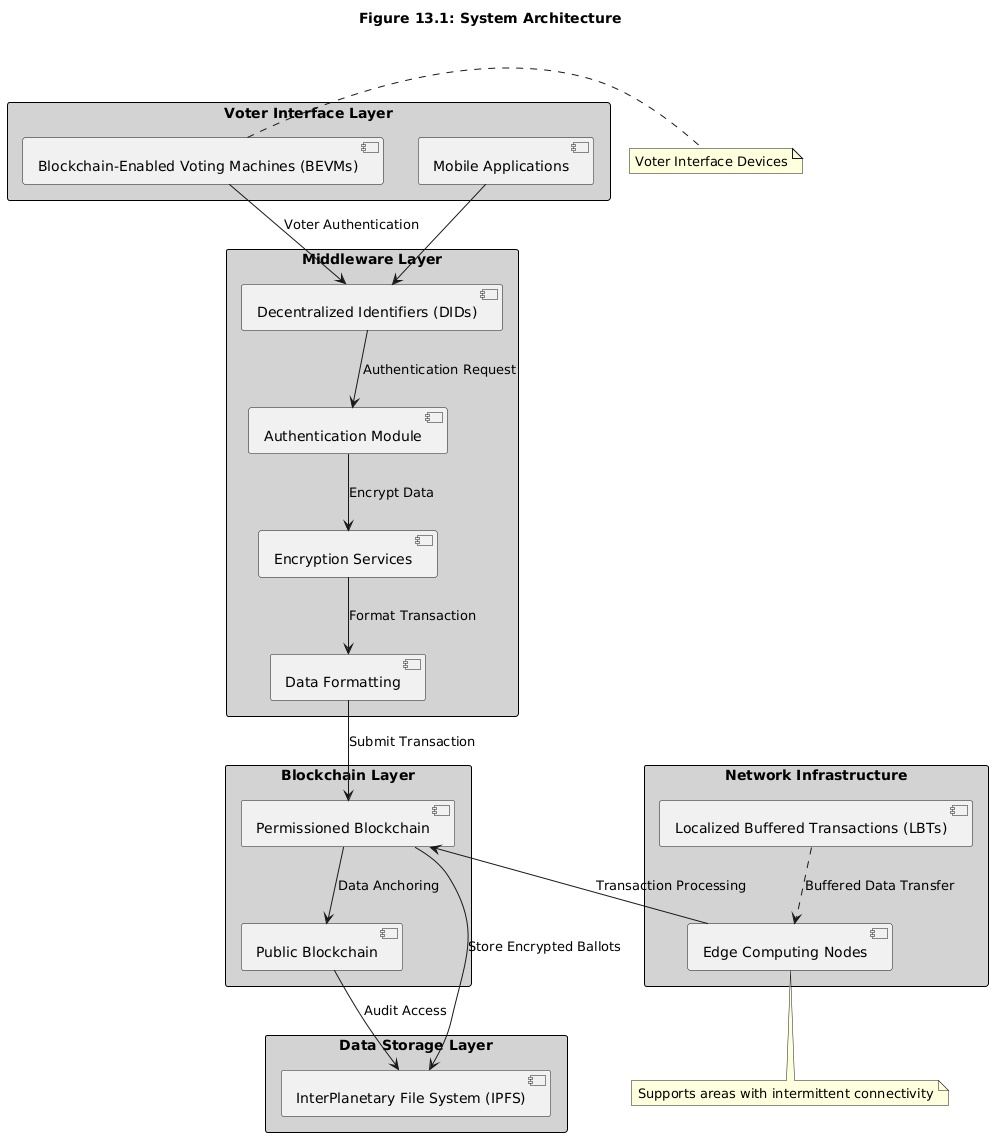 Figure 13.1: System Architecture
Voter Interface Layer
Blockchain-Enabled Voting Machines (BEVMs)
Mobile Applications
Voter Interface Devices
Voter Authentication
Middleware Layer
Decentralized Identifiers (DIDs)
Authentication Request
Authentication Module
Encrypt Data
Encryption Services
Format Transaction
Data Formatting
Submit Transaction
Blockchain Layer
Permissioned Blockchain
Network Infrastructure
Localized Buffered Transactions (LBTs)
Data Anchoring
Transaction Processing
Buffered Data Transfer
Public Blockchain
Store Encrypted Ballots
Edge Computing Nodes
Audit Access
Data Storage Layer
InterPlanetary File System (IPFS)
Supports areas with intermittent connectivity